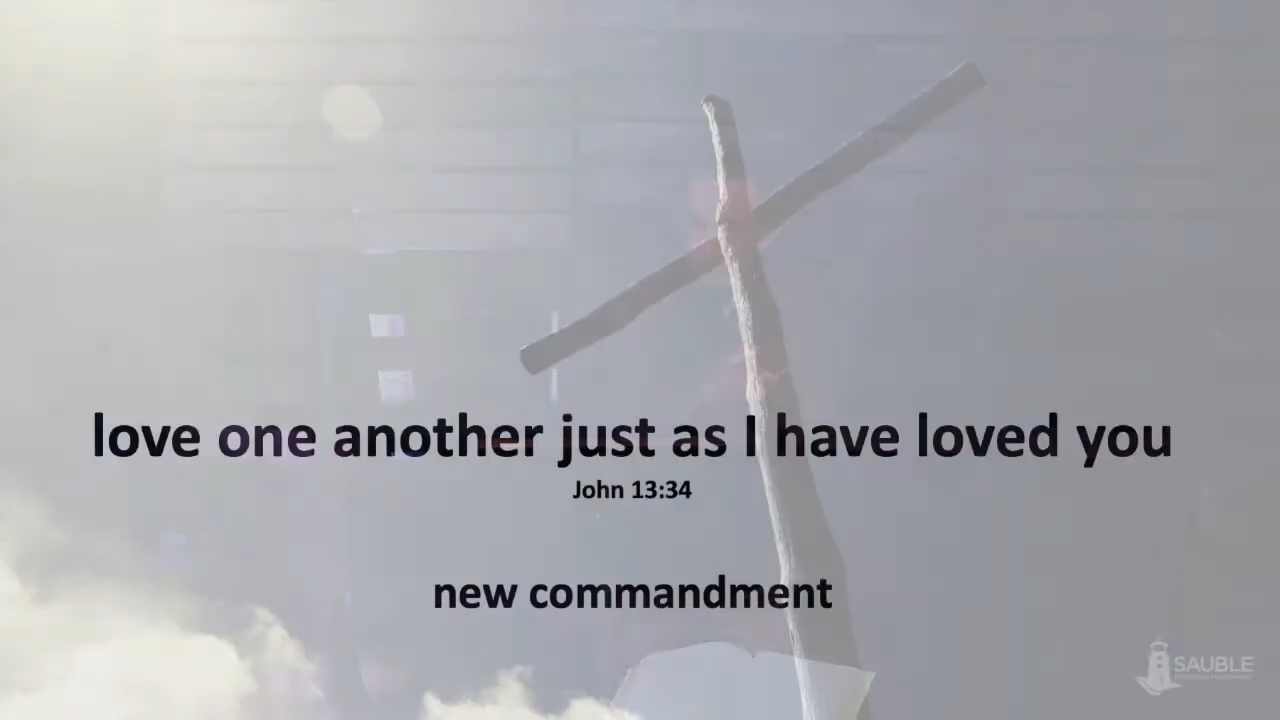 love one another just as I have loved you
John 13:34
new commandment
SAUBLE